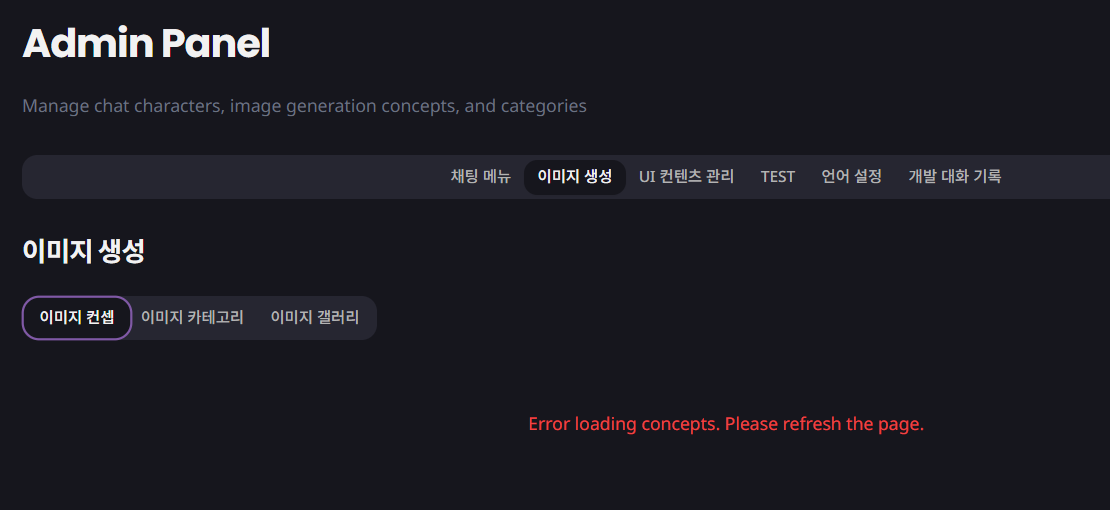 Admin Panel
Manage chat characters, image generation concepts, and categories
채팅 메뉴 이미지 생성 UI 컨텐츠 관리 TEST 언어 설정 개발 대화 기록
이미지 생성
이미지 컨셉 이미지 카테고리 이미지 갤러리
Error loading concepts. Please refresh the page.